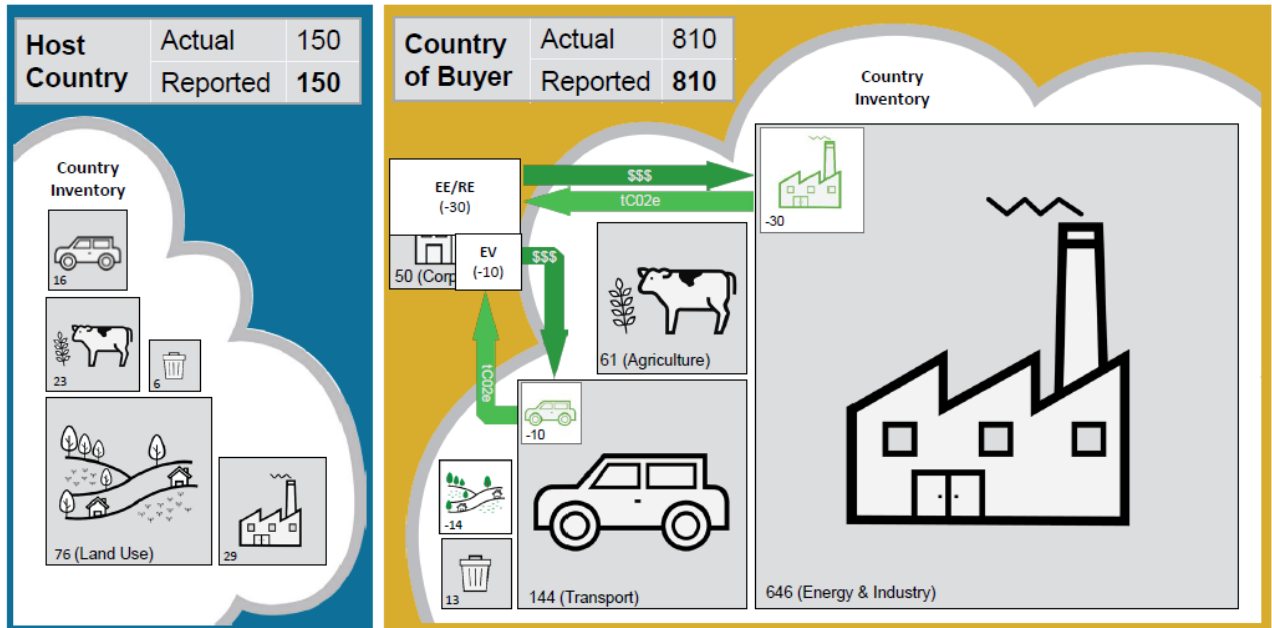 Host
Country
Actual 150
Reported 150
Country
Inventory
16
23
6
76 (Land Use)
29
Country
of Buyer
Actual 810
Reported 810
Country
Inventory
EE/RE
(-30)
$$$
tC02e
-30
50 (Corp
EV
(-10)
$$$
tC02e
61 (Agriculture)
-10
-14
13
144 (Transport)
646 (Energy & Industry)